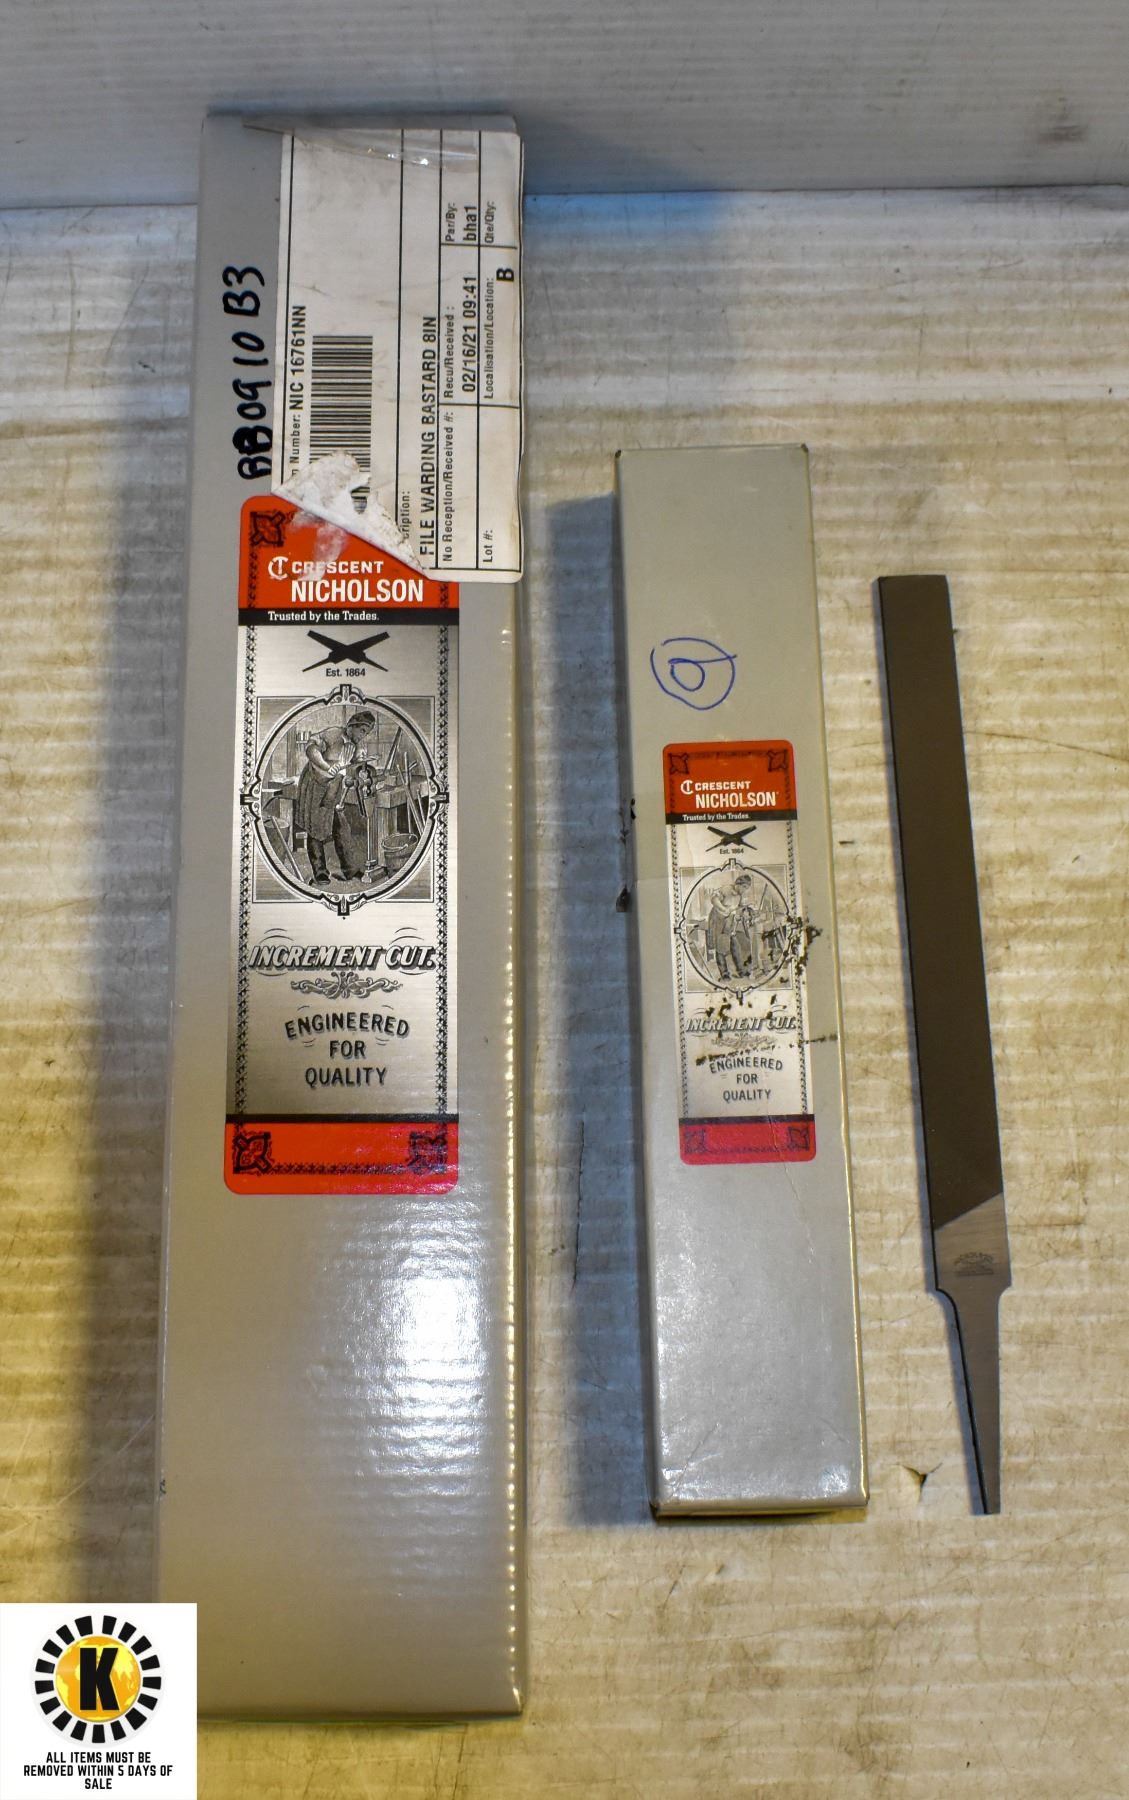 BB0910 B3
Number: NIC 16761NN
cription:
FILE WARDING BASTARD 8IN
No Reception/Received #:
Recu/Received :
02/16/21 09:41
Par/By:
bha1
Lot #:
Localisation/Location:
B
Qte/Qty:
CRESCENT
NICHOLSON
Trusted by the Trades.
Est. 1864
INCREMENT CUT.
ENGINEERED
FOR
QUALITY
CRESCENT
NICHOLSON
Trusted by the Trades.
Est. 1864
INCREMENT CUT.
ENGINEERED
FOR
QUALITY
K
ALL ITEMS MUST BE
REMOVED WITHIN 5 DAYS OF
SALE